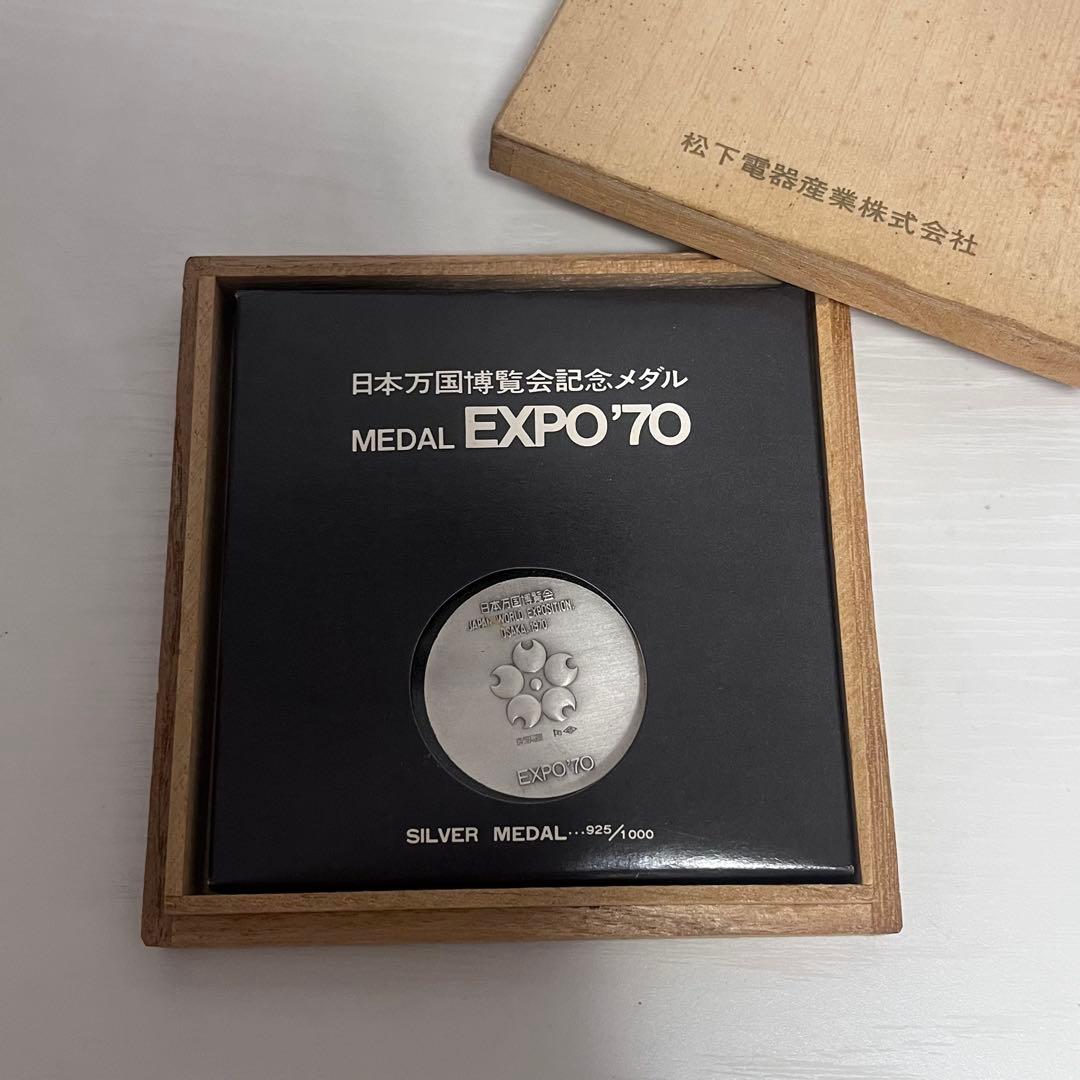 松下電器産業株式会社
日本万国博覧会記念メダル
MEDAL EXPO'70
日本万国博覧会
JAPAN WORLD EXPOSITION,
OSAKA, 1970
EXPO'70
SILVER MEDAL...925/1000